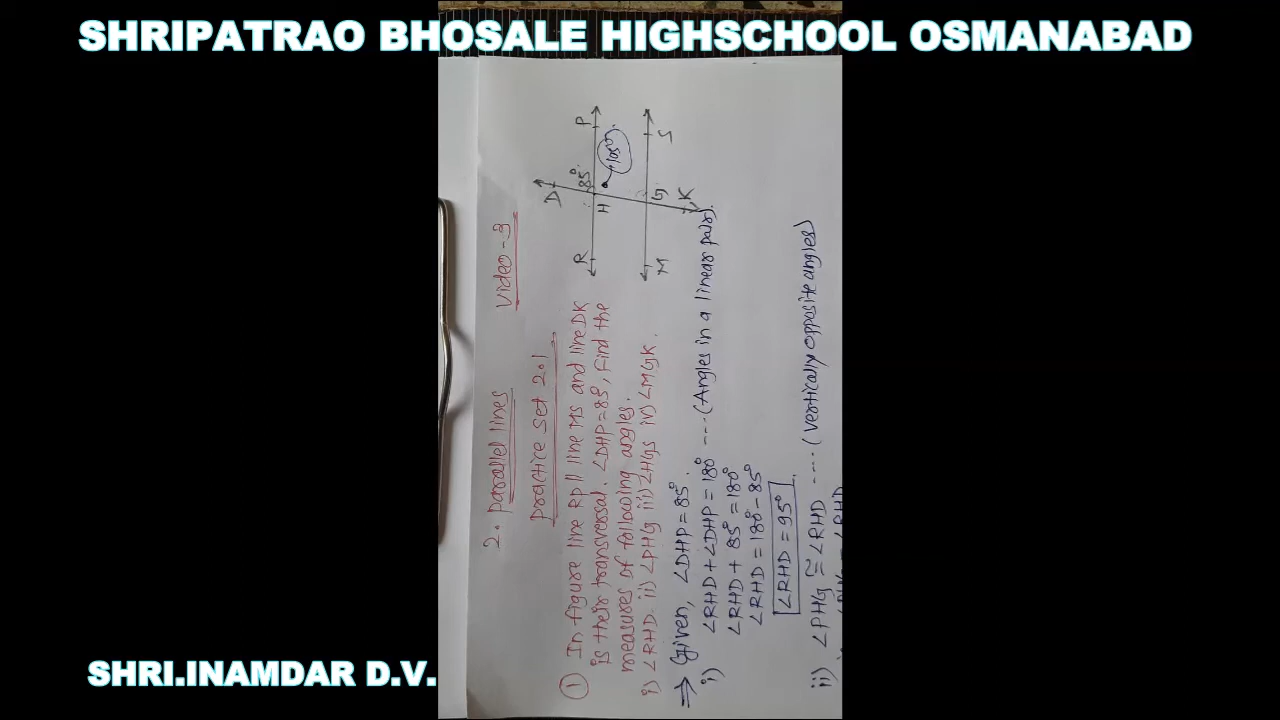 SHRIPATRAO BHOSALE HIGHSCHOOL OSMANABAD
2. parallel lines
Video-3
practice set 2.1
① In figure line RP || line MS and line DK
is their transversal. ∠DHP = 85°, Find the
measures of following angles.
i) ∠RHD ii) ∠PHG iii) ∠HGS iv) ∠MGK.
D
R
H
85°
P
105°
M
G
S
K
⇒ Given, ∠DHP = 85°.
i)
∠RHD + ∠DHP = 180° ---- (Angles in a linear pair).
∠RHD + 85° = 180°
∠RHD = 180° - 85°
∠RHD = 95°
ii) ∠PHG ≅ ∠RHD ---- (vertically opposite angles)
SHRI.INAMDAR D.V.